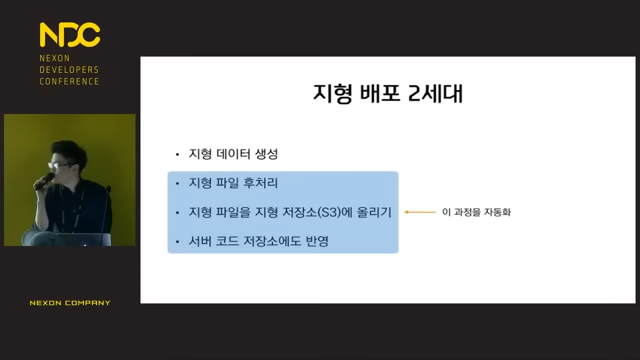 NDC
NEXON
DEVELOPERS
CONFERENCE
지형 배포 2세대
• 지형 데이터 생성
• 지형 파일 후처리
• 지형 파일을 지형 저장소(S3)에 올리기
이 과정을 자동화
• 서버 코드 저장소에도 반영
NEXON COMPANY